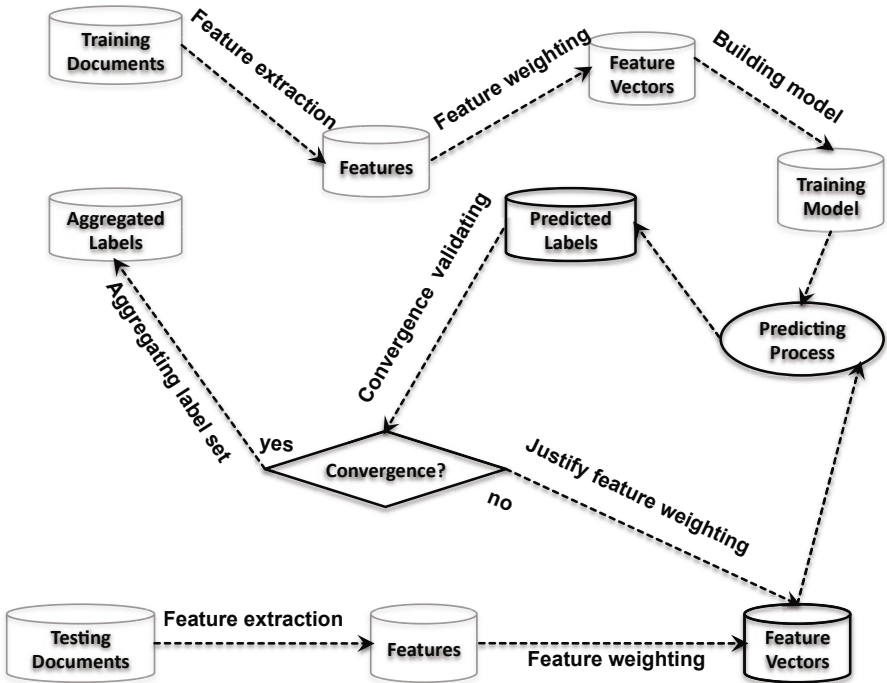 Training
Documents
Feature extraction
Features
Feature weighting
Feature
Vectors
Building model
Training
Model
Aggregated
Labels
Predicted
Labels
Convergence validating
Predicting
Process
Aggregating label set
yes
Convergence?
no
Justify feature weighting
Testing
Documents
Feature extraction
Features
Feature weighting
Feature
Vectors